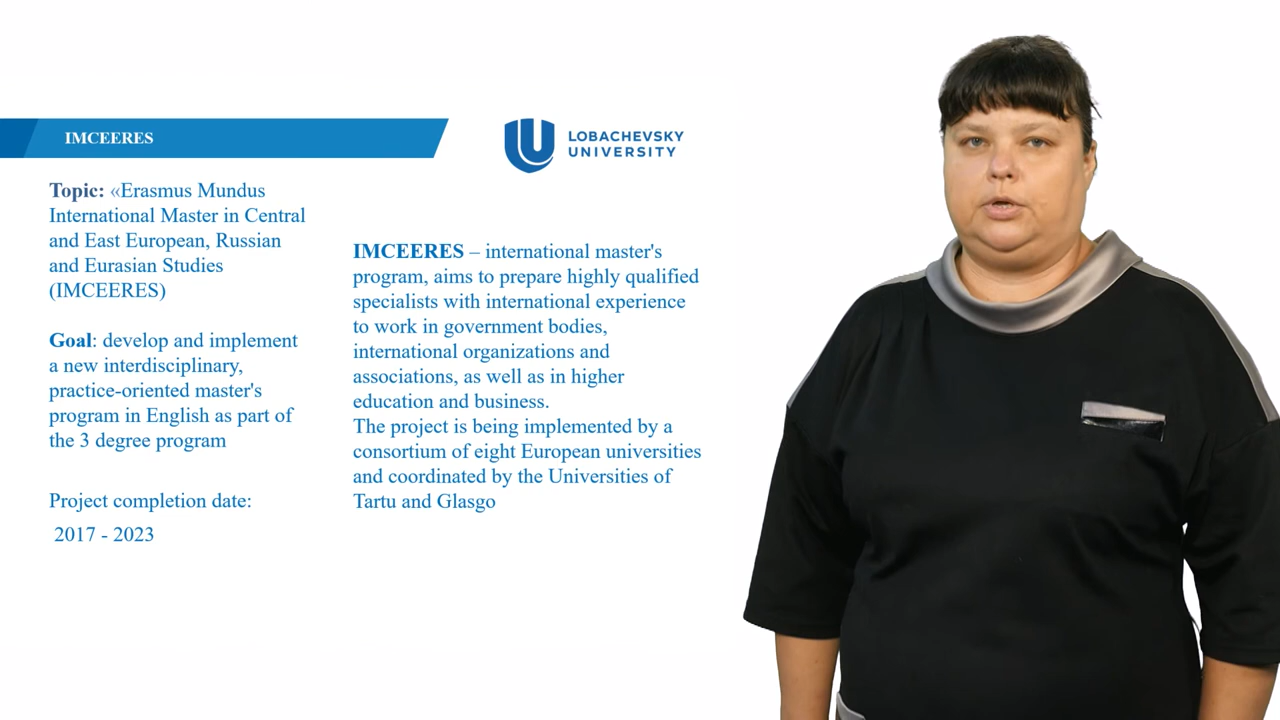 IMCEERES
LOBACHEVSKY
UNIVERSITY
Topic: «Erasmus Mundus
International Master in Central
and East European, Russian
and Eurasian Studies
(IMCEERES)
Goal: develop and implement
a new interdisciplinary,
practice-oriented master's
program in English as part of
the 3 degree program
Project completion date:
2017 - 2023
IMCEERES – international master's
program, aims to prepare highly qualified
specialists with international experience
to work in government bodies,
international organizations and
associations, as well as in higher
education and business.
The project is being implemented by a
consortium of eight European universities
and coordinated by the Universities of
Tartu and Glasgo